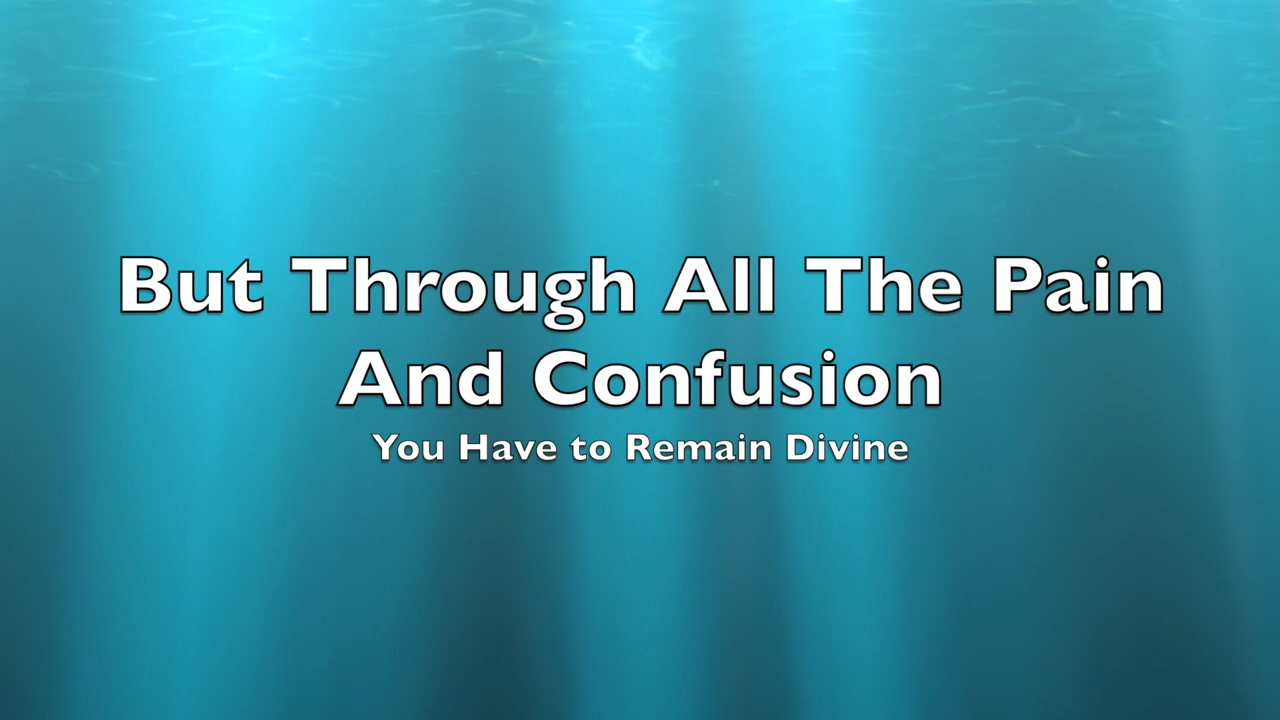 But Through All The Pain
And Confusion
You Have to Remain Divine